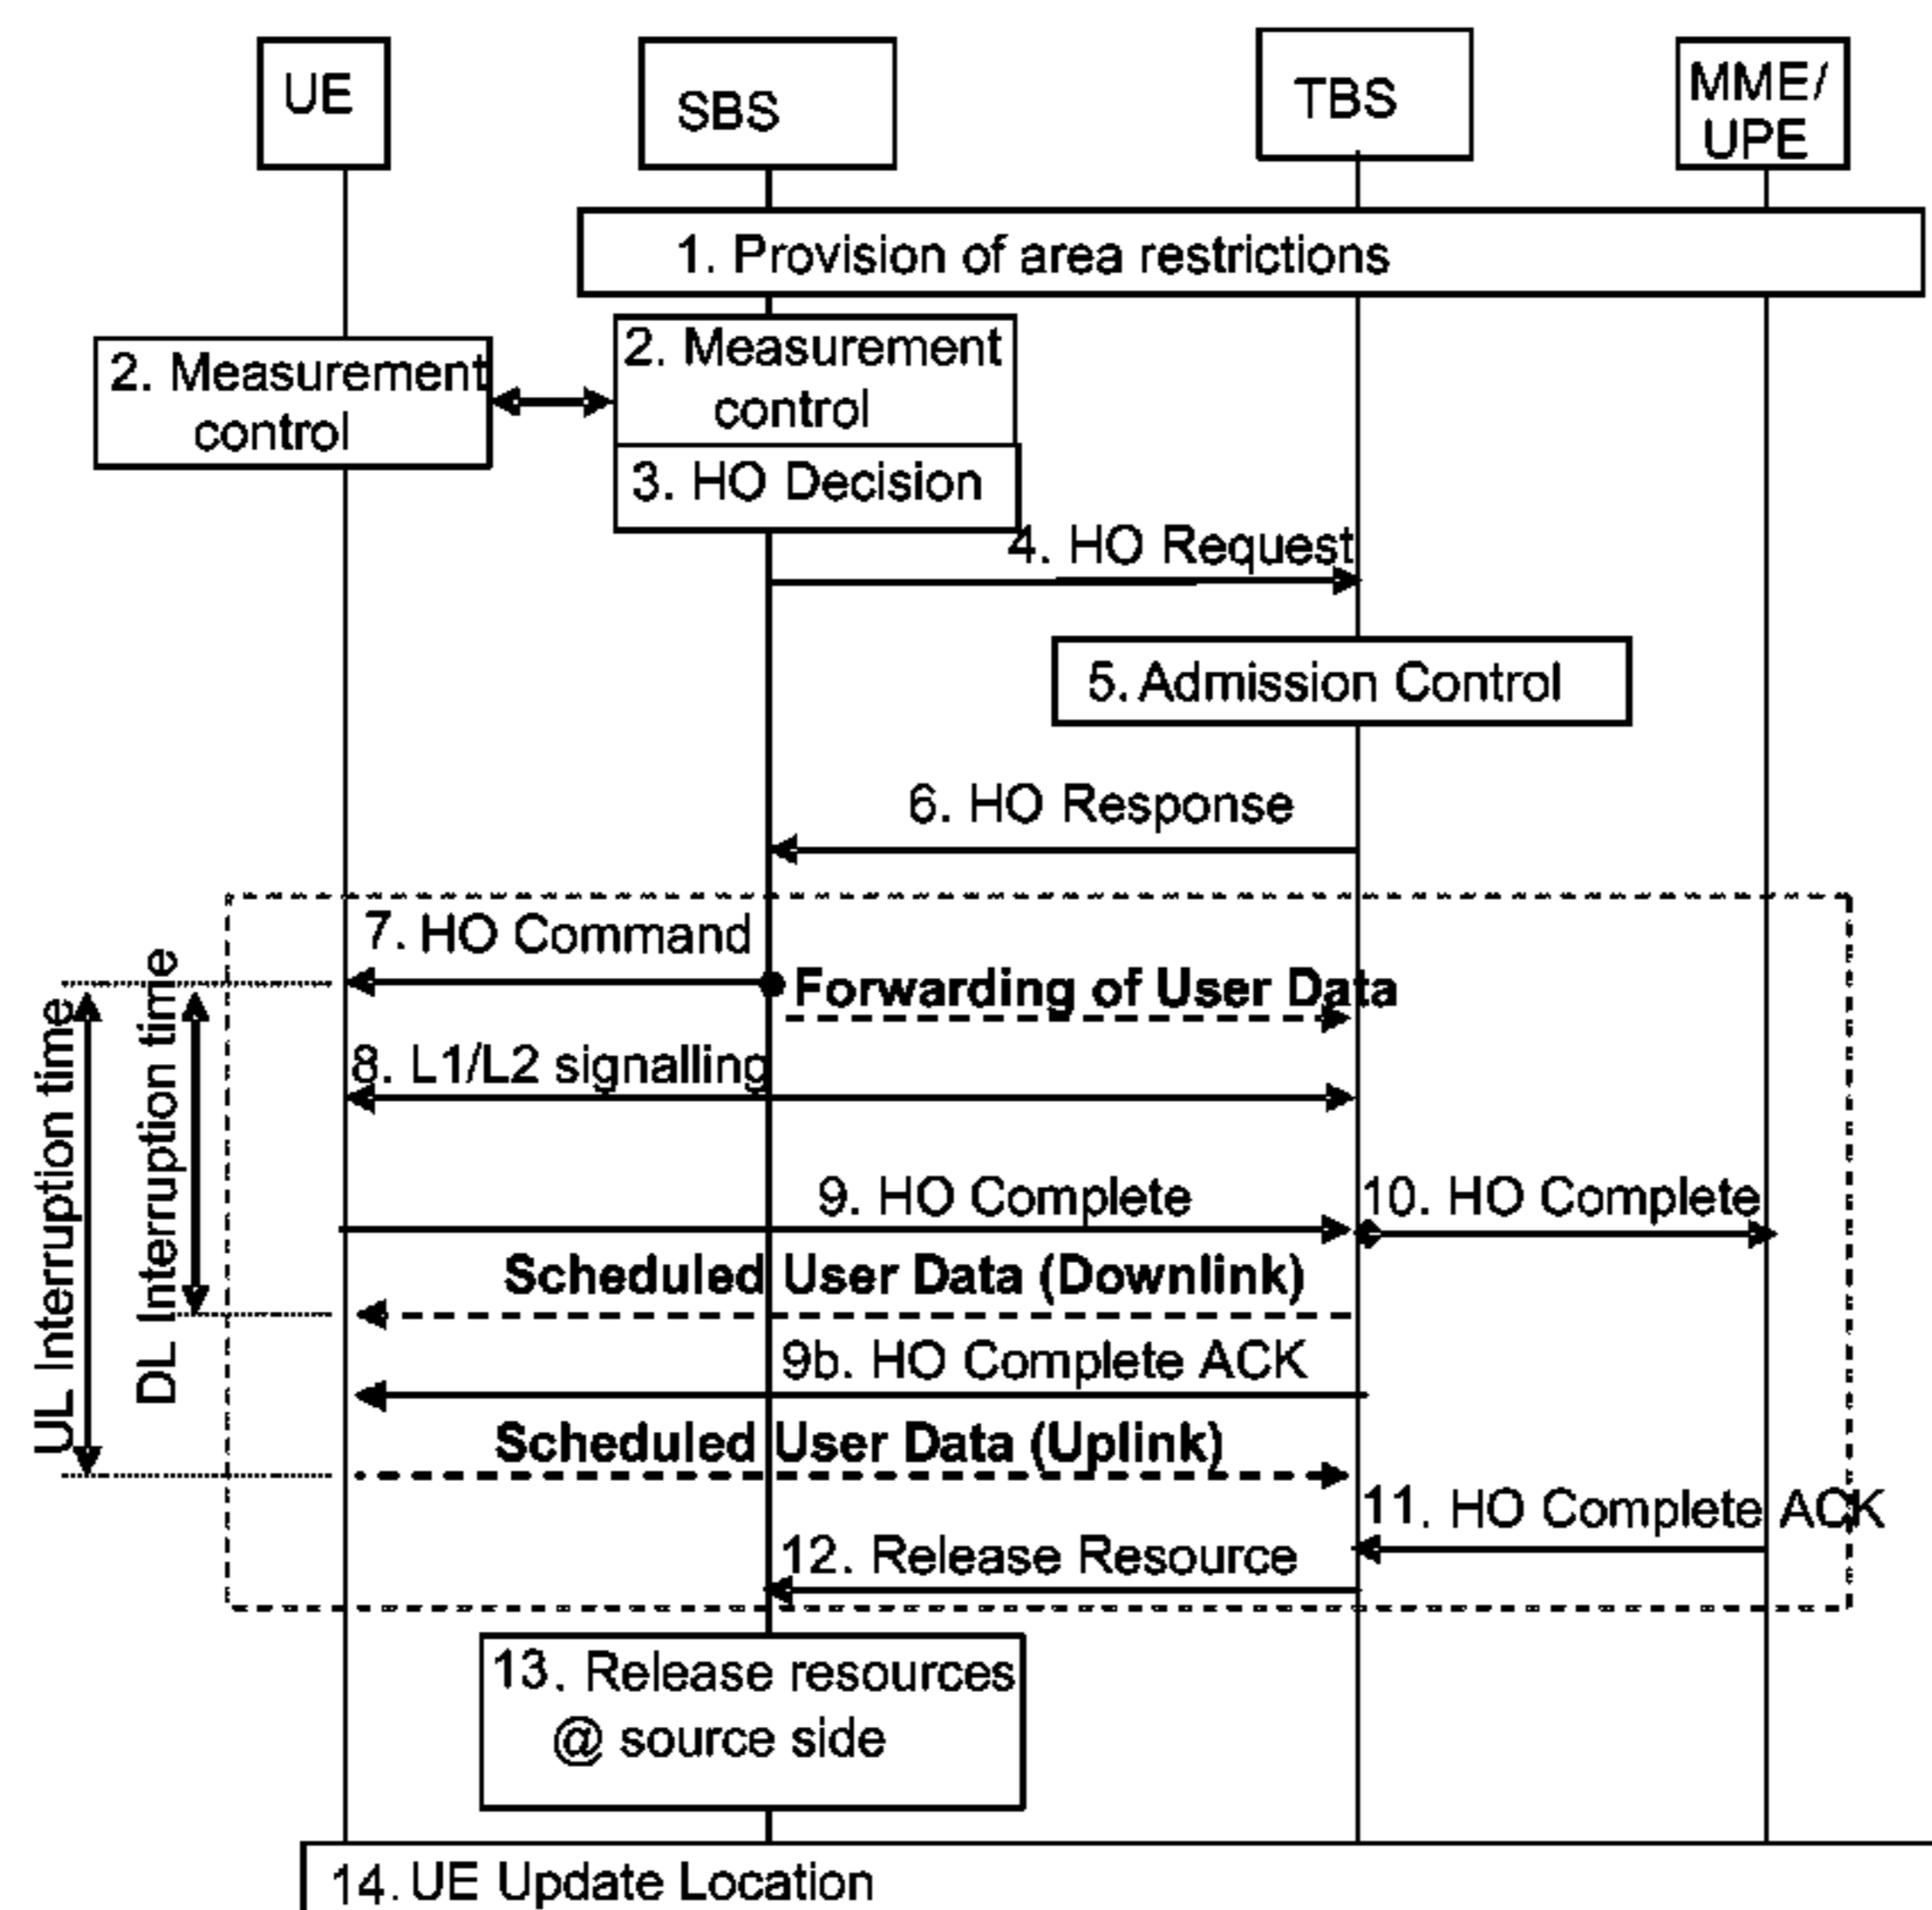 UE
SBS
TBS
MME/
UPE
1. Provision of area restrictions
2. Measurement
control
2. Measurement
control
3. HO Decision
4. HO Request
5. Admission Control
6. HO Response
7. HO Command
Forwarding of User Data
8. L1/L2 signalling
9. HO Complete
10. HO Complete
Scheduled User Data (Downlink)
9b. HO Complete ACK
Scheduled User Data (Uplink)
UL Interruption time
DL Interruption time
11. HO Complete ACK
12. Release Resource
13. Release resources
@ source side
14. UE Update Location